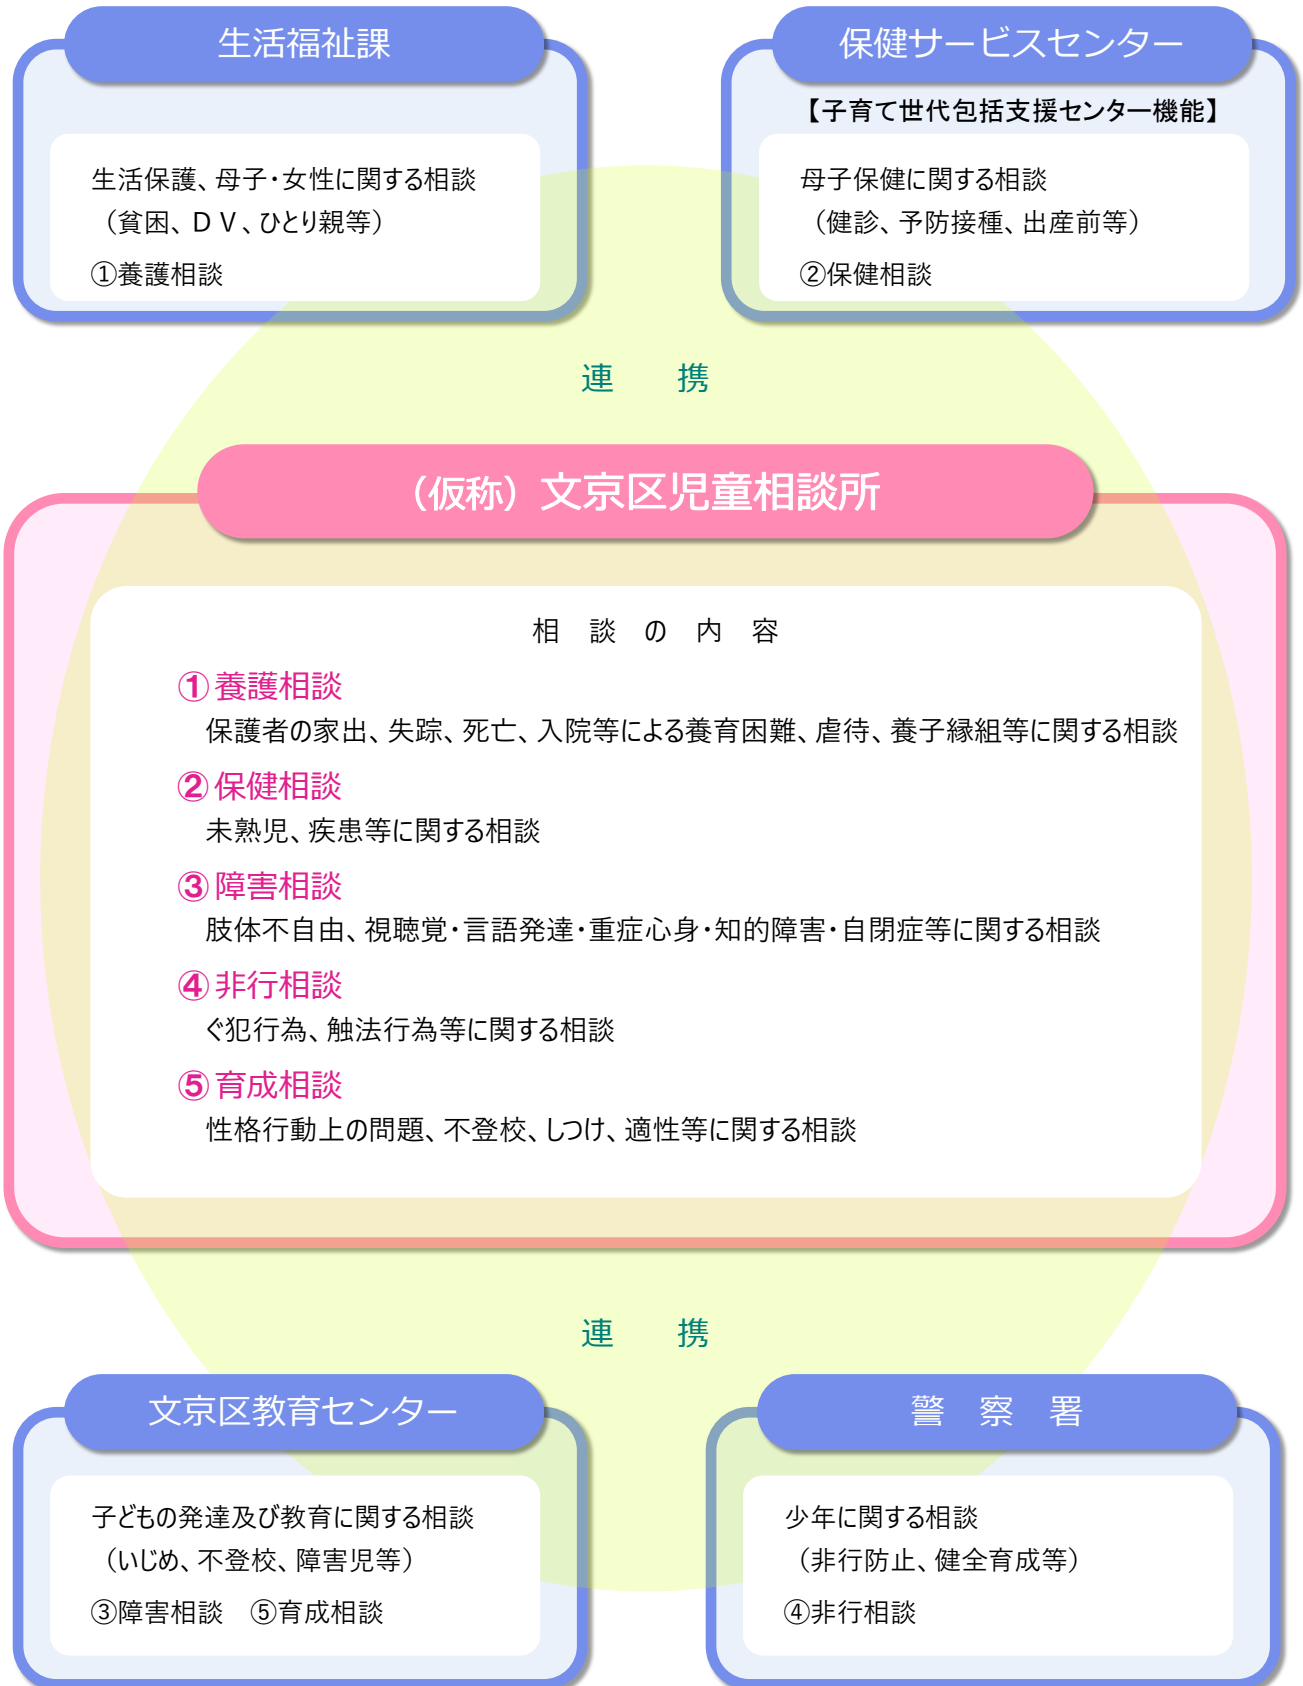 生活福祉課
生活保護、母子・女性に関する相談
（貧困、ＤＶ、ひとり親等）
①養護相談
保健サービスセンター
【子育て世代包括支援センター機能】
母子保健に関する相談
（健診、予防接種、出産前等）
②保健相談
連　携
（仮称）文京区児童相談所
相　談　の　内　容
①養護相談
保護者の家出、失踪、死亡、入院等による養育困難、虐待、養子縁組等に関する相談
②保健相談
未熟児、疾患等に関する相談
③障害相談
肢体不自由、視聴覚・言語発達・重症心身・知的障害・自閉症等に関する相談
④非行相談
ぐ犯行為、触法行為等に関する相談
⑤育成相談
性格行動上の問題、不登校、しつけ、適性等に関する相談
連　携
文京区教育センター
子どもの発達及び教育に関する相談
（いじめ、不登校、障害児等）
③障害相談　⑤育成相談
警　察　署
少年に関する相談
（非行防止、健全育成等）
④非行相談